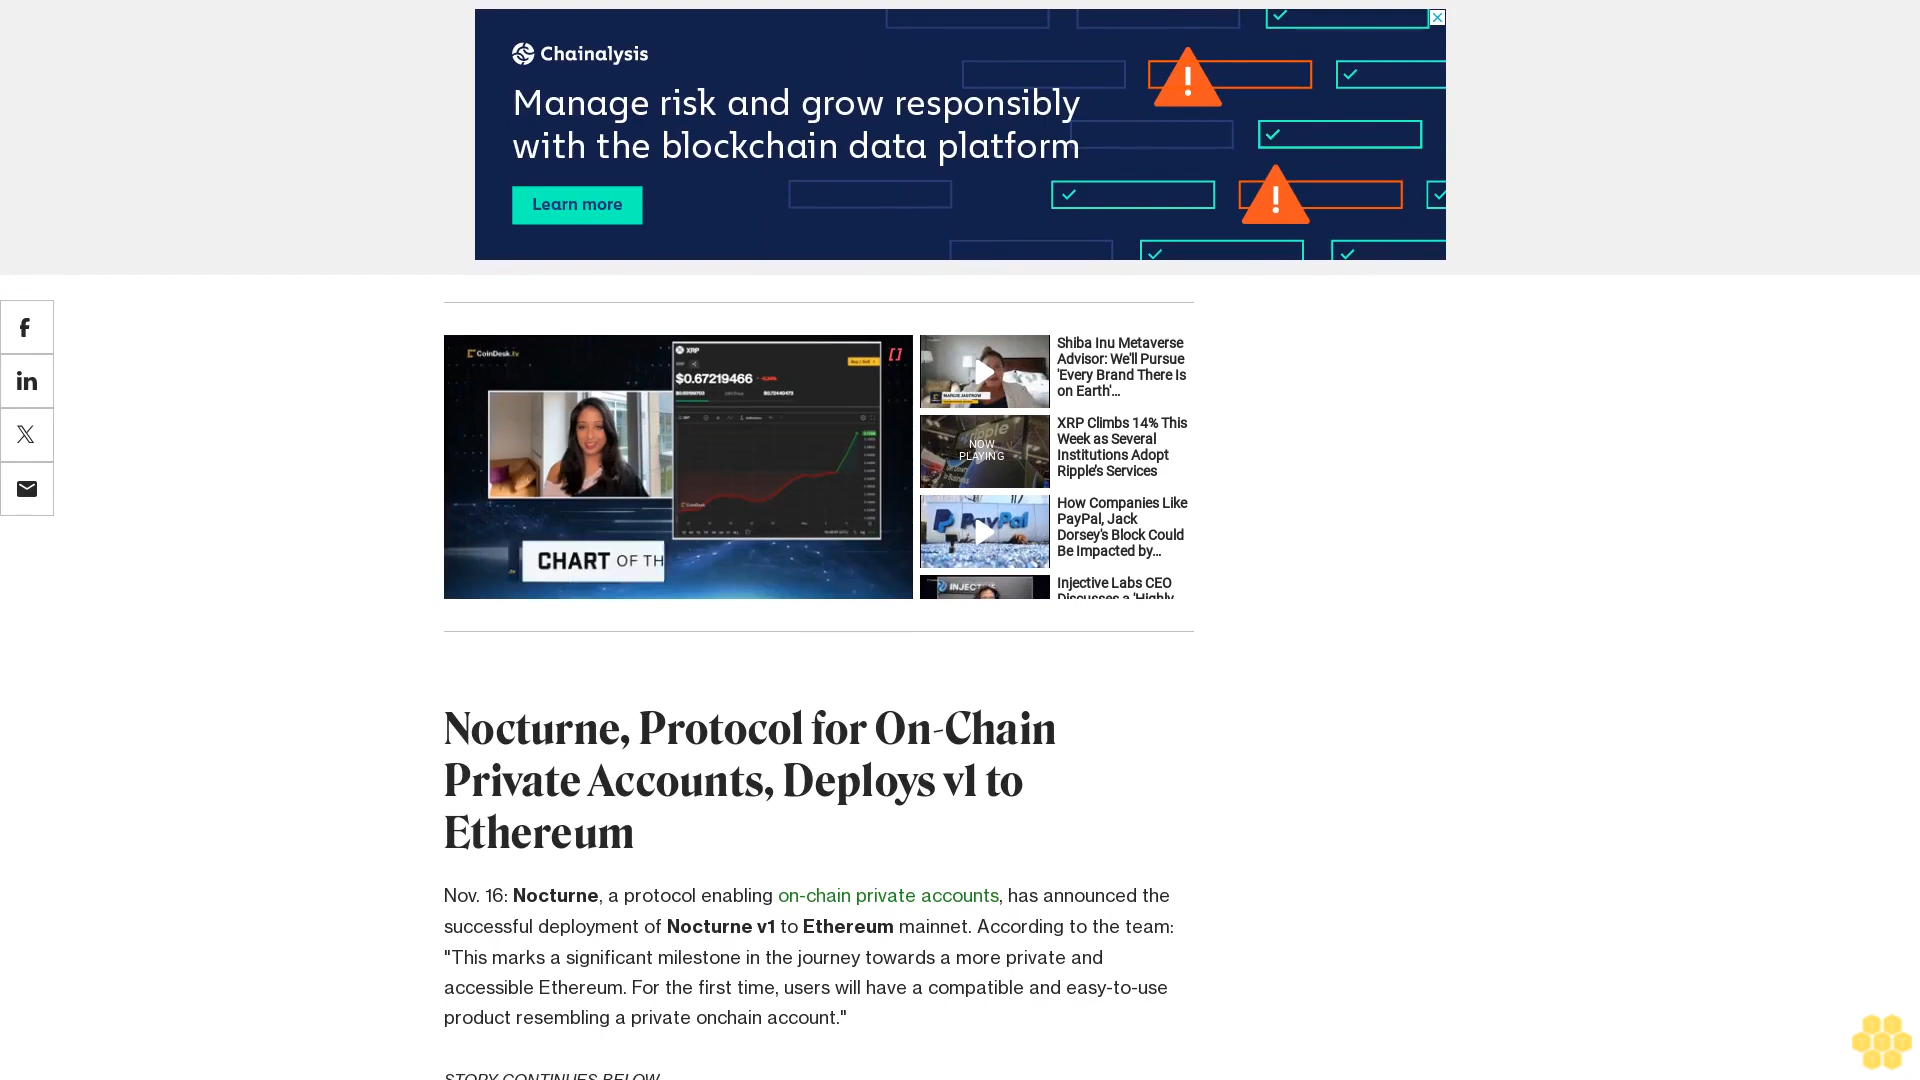 Chainalysis
Manage risk and grow responsibly
with the blockchain data platform
Learn more
CoinDesk.tv
XRP
$0.67219466
CHART OF TH
Shiba Inu Metaverse
Advisor: We'll Pursue
'Every Brand There Is
on Earth'...
NOW
PLAYING
XRP Climbs 14% This
Week as Several
Institutions Adopt
Ripple's Services
PayPal
How Companies Like
PayPal, Jack
Dorsey's Block Could
Be Impacted by...
INJECTIVE
Injective Labs CEO
Discusses a 'Highly
Nocturne, Protocol for On-Chain
Private Accounts, Deploys v1 to
Ethereum
Nov. 16: Nocturne, a protocol enabling on-chain private accounts, has announced the
successful deployment of Nocturne v1 to Ethereum mainnet. According to the team:
"This marks a significant milestone in the journey towards a more private and
accessible Ethereum. For the first time, users will have a compatible and easy-to-use
product resembling a private onchain account."
STORY CONTINUES BELOW